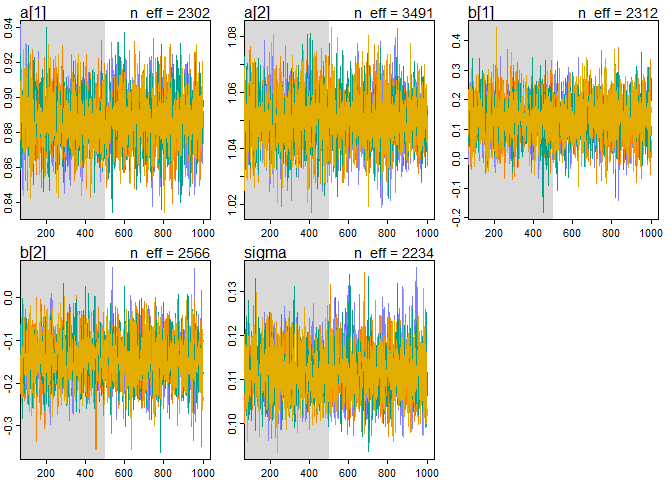 a[1] n_eff = 2302
0.84 0.86 0.88 0.90 0.92 0.94
200 400 600 800 1000
a[2] n_eff = 3491
1.02 1.04 1.06 1.08
200 400 600 800 1000
b[1] n_eff = 2312
-0.2 -0.1 0.0 0.1 0.2 0.3 0.4
200 400 600 800 1000
b[2] n_eff = 2566
-0.3 -0.2 -0.1 0.0
200 400 600 800 1000
sigma n_eff = 2234
0.10 0.11 0.12 0.13
200 400 600 800 1000